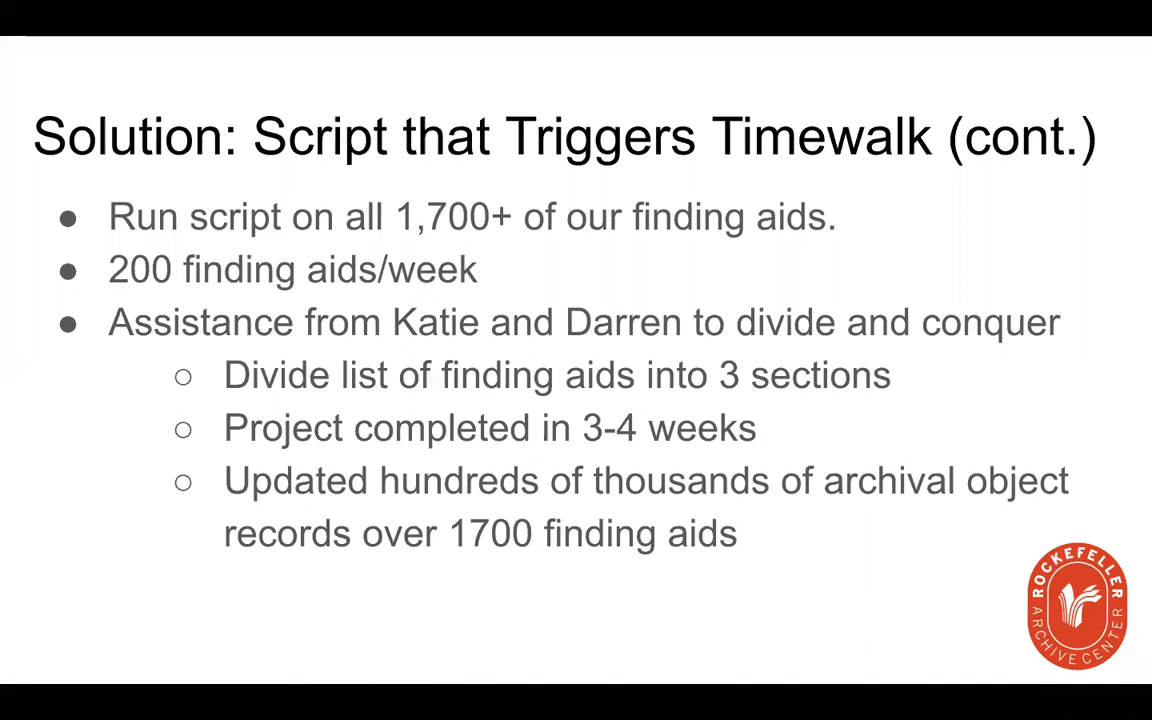 Solution: Script that Triggers Timewalk (cont.)
● Run script on all 1,700+ of our finding aids.
● 200 finding aids/week
● Assistance from Katie and Darren to divide and conquer
○ Divide list of finding aids into 3 sections
○ Project completed in 3-4 weeks
○ Updated hundreds of thousands of archival object
records over 1700 finding aids
ROCKEFELLER
ARCHIVE CENTER